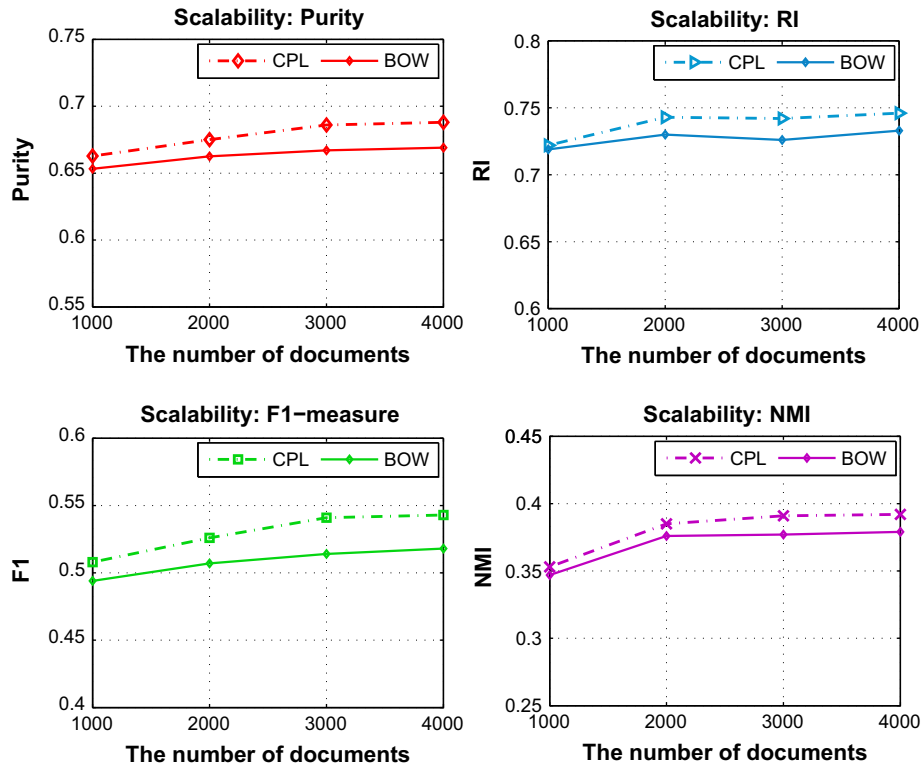 Scalability: Purity
0.75
0.7
0.65
0.6
0.55
Purity
CPL
BOW
1000
2000
3000
4000
The number of documents
Scalability: RI
0.8
0.75
0.7
0.65
0.6
RI
CPL
BOW
1000
2000
3000
4000
The number of documents
Scalability: F1−measure
0.6
0.55
0.5
0.45
0.4
F1
CPL
BOW
1000
2000
3000
4000
The number of documents
Scalability: NMI
0.45
0.4
0.35
0.3
0.25
NMI
CPL
BOW
1000
2000
3000
4000
The number of documents